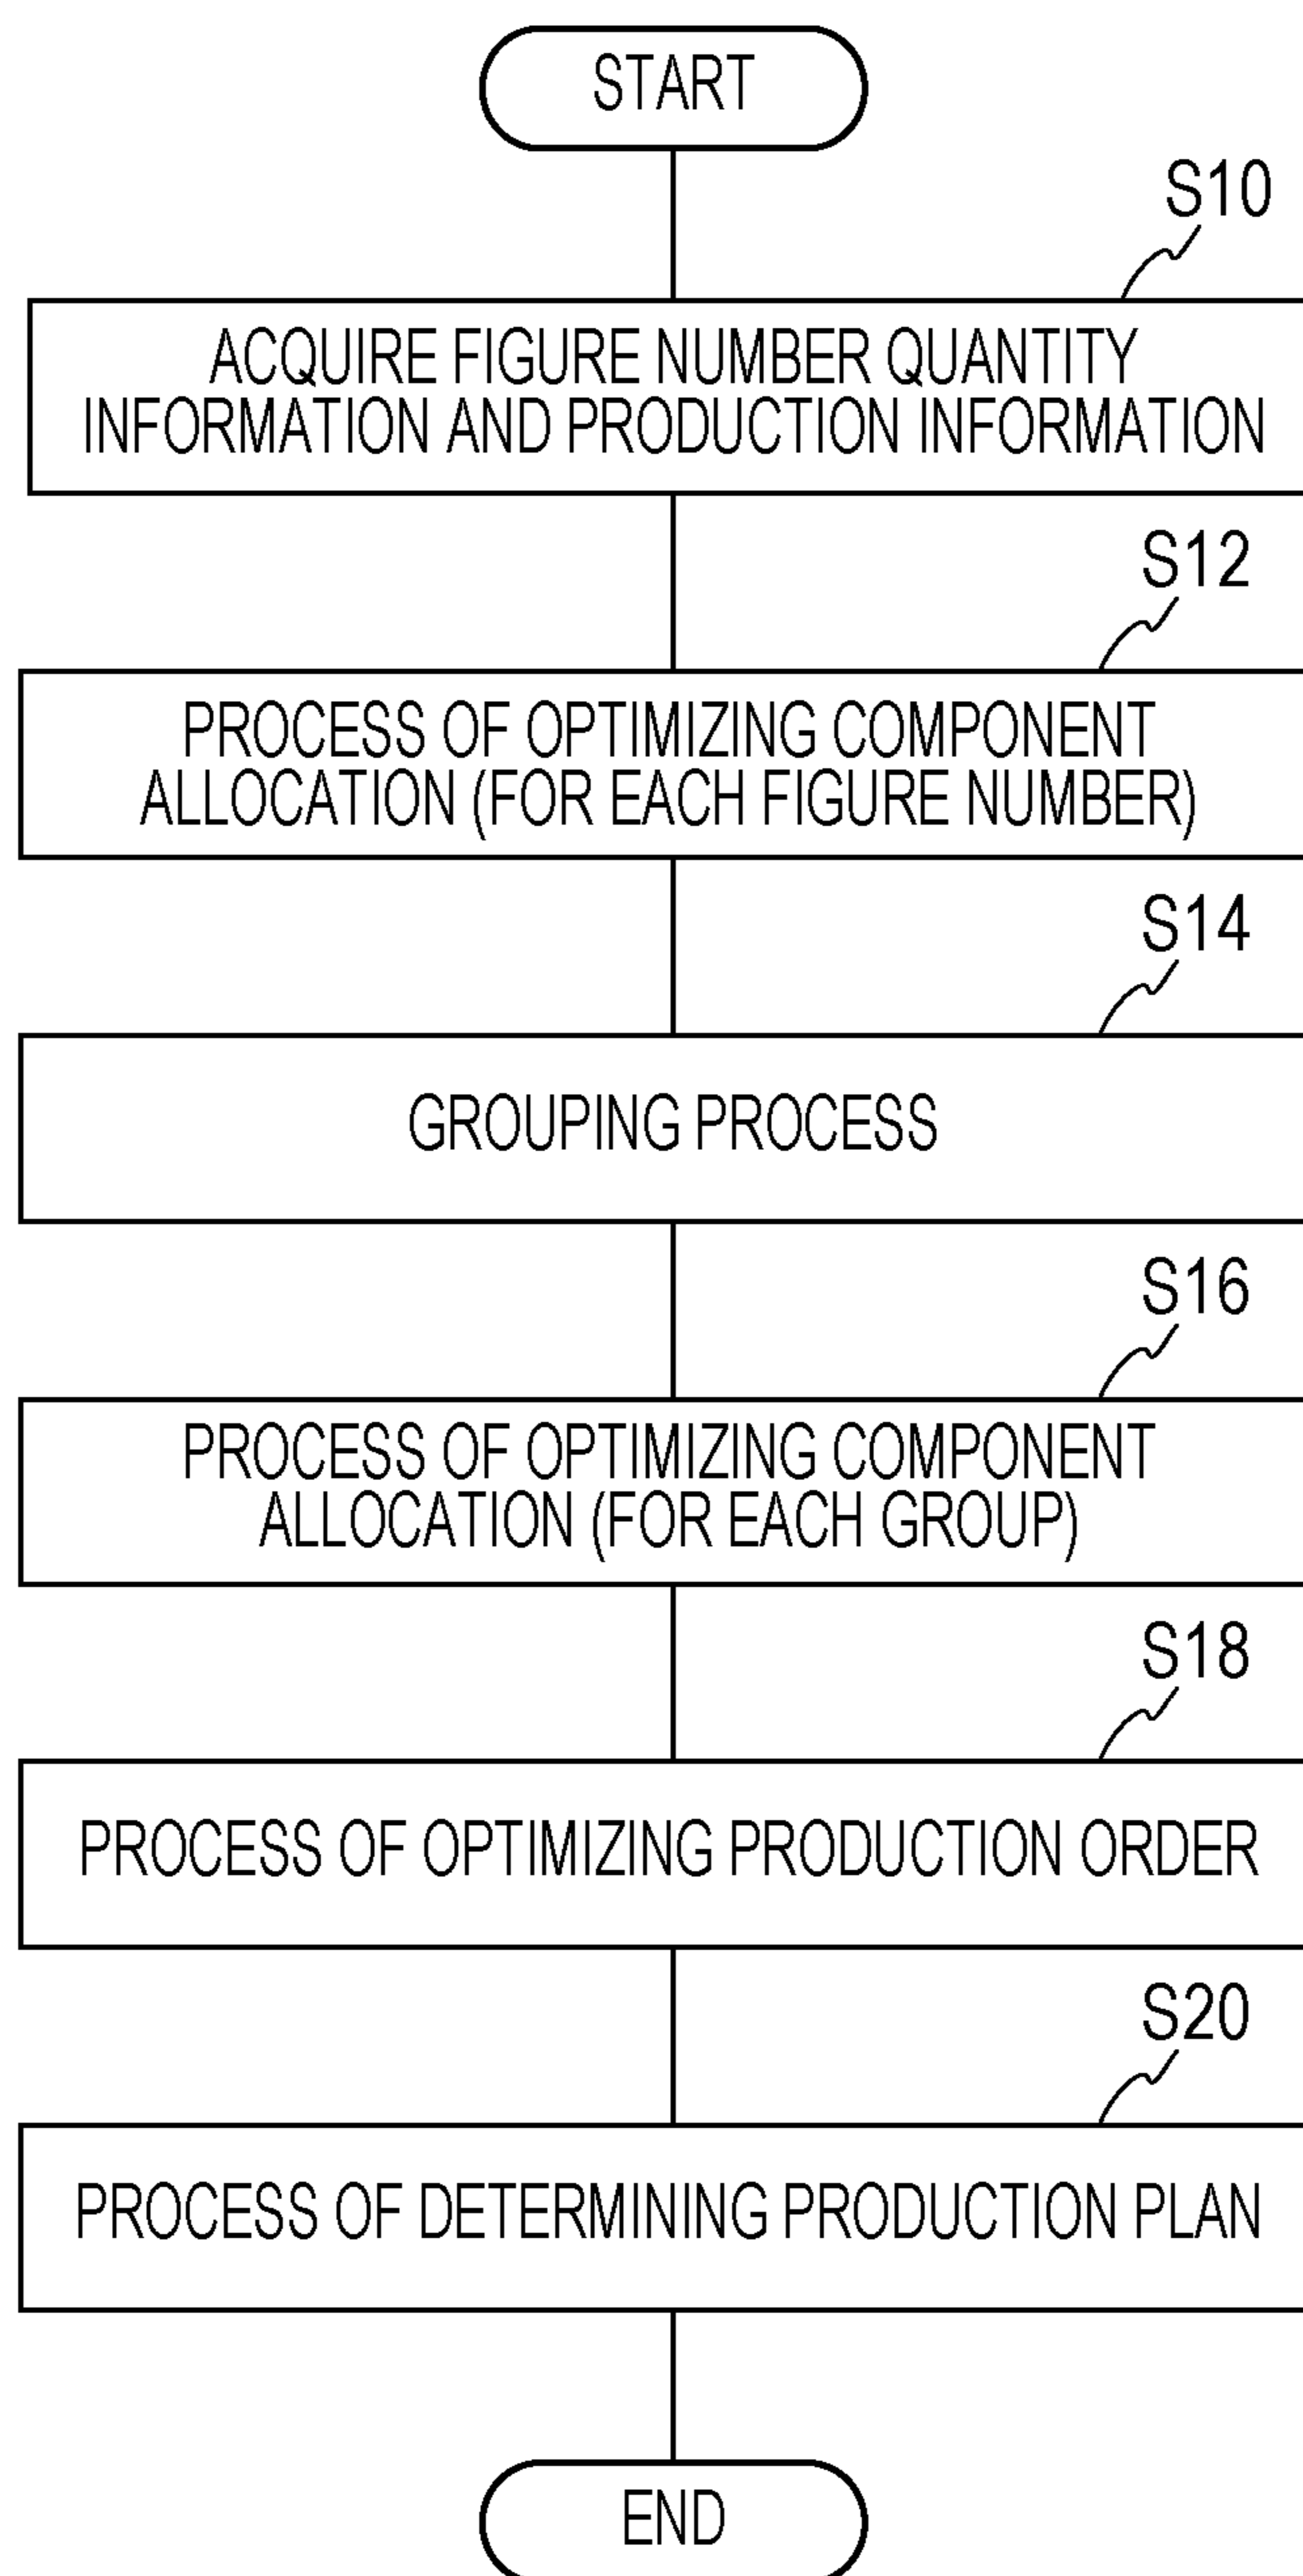 START
S10
ACQUIRE FIGURE NUMBER QUANTITY
INFORMATION AND PRODUCTION INFORMATION
S12
PROCESS OF OPTIMIZING COMPONENT
ALLOCATION (FOR EACH FIGURE NUMBER)
S14
GROUPING PROCESS
S16
PROCESS OF OPTIMIZING COMPONENT
ALLOCATION (FOR EACH GROUP)
S18
PROCESS OF OPTIMIZING PRODUCTION ORDER
S20
PROCESS OF DETERMINING PRODUCTION PLAN
END